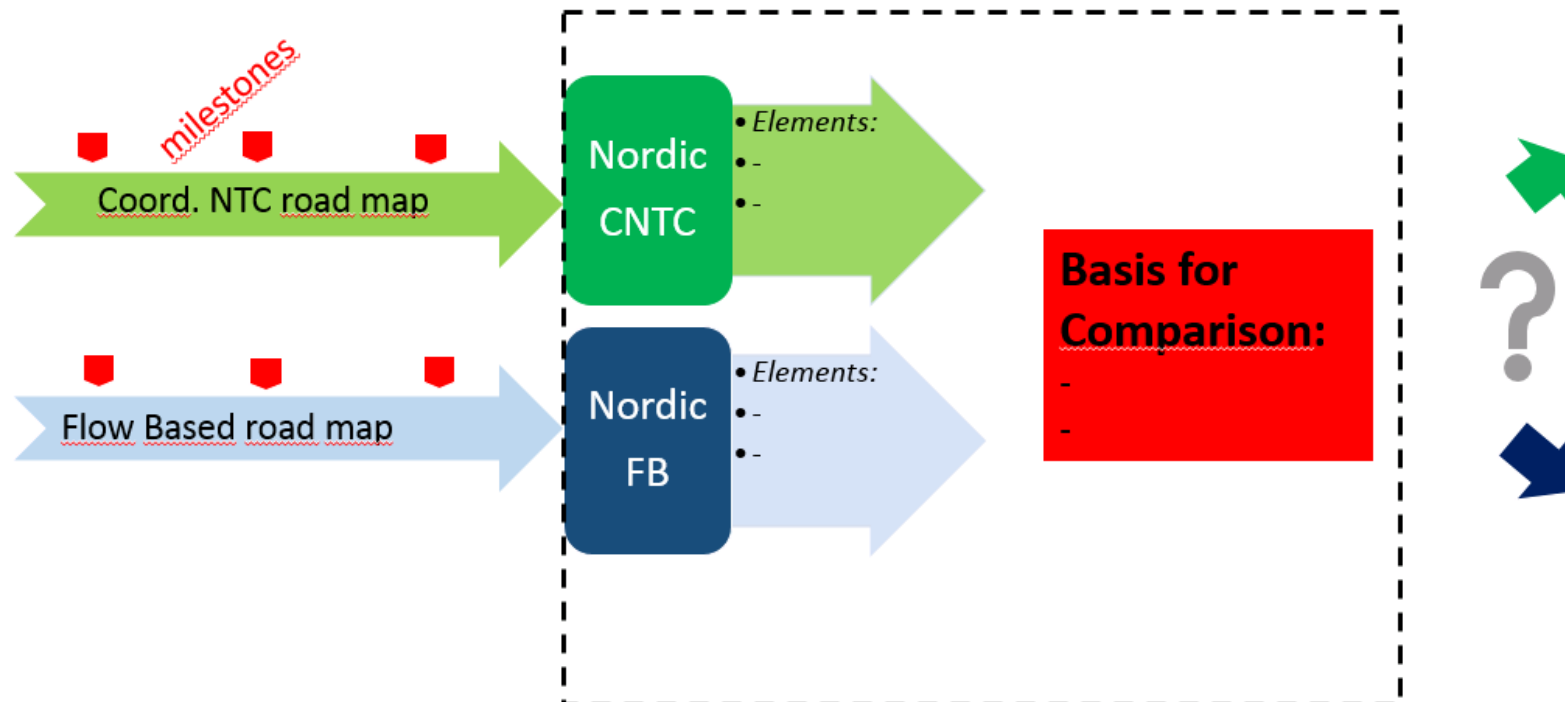 milestones
Coord. NTC road map
Nordic
CNTC
• Elements:
• -
• -
Flow Based road map
Nordic
FB
• Elements:
• -
• -
Basis for
Comparison:
-
-
?